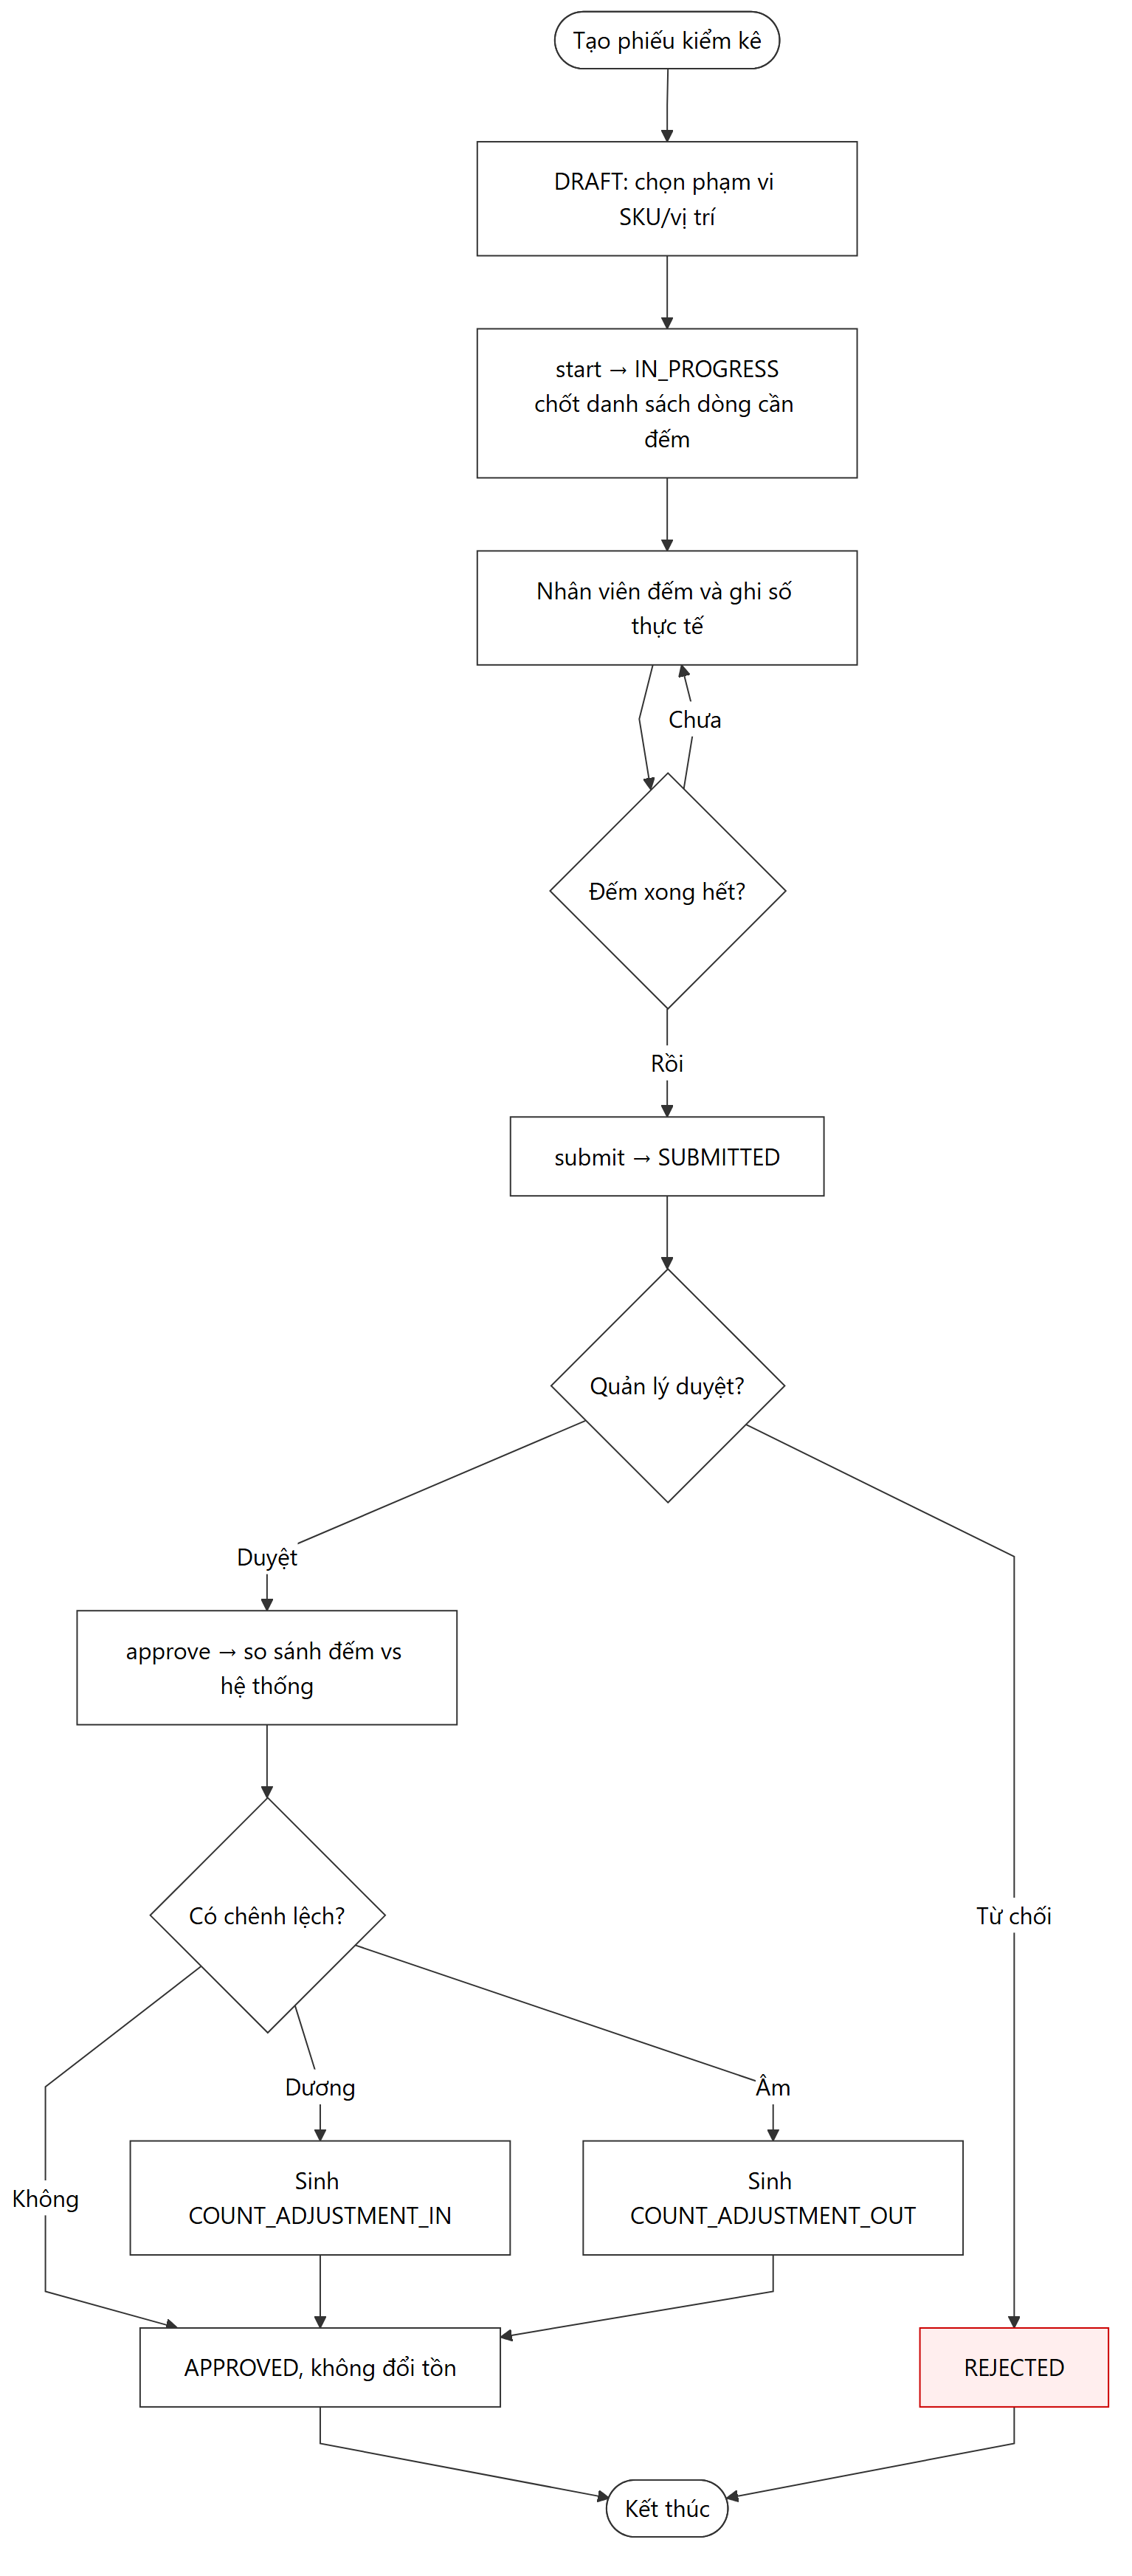 Tạo phiếu kiểm kê
DRAFT: chọn phạm vi
SKU/vị trí
start → IN_PROGRESS
chốt danh sách dòng cần
đếm
Nhân viên đếm và ghi số
thực tế
Chưa
Đếm xong hết?
Rồi
submit → SUBMITTED
Quản lý duyệt?
Duyệt
approve → so sánh đếm vs
hệ thống
Có chênh lệch?
Từ chối
Dương
Âm
Không
Sinh
COUNT_ADJUSTMENT_IN
Sinh
COUNT_ADJUSTMENT_OUT
APPROVED, không đổi tồn
REJECTED
Kết thúc